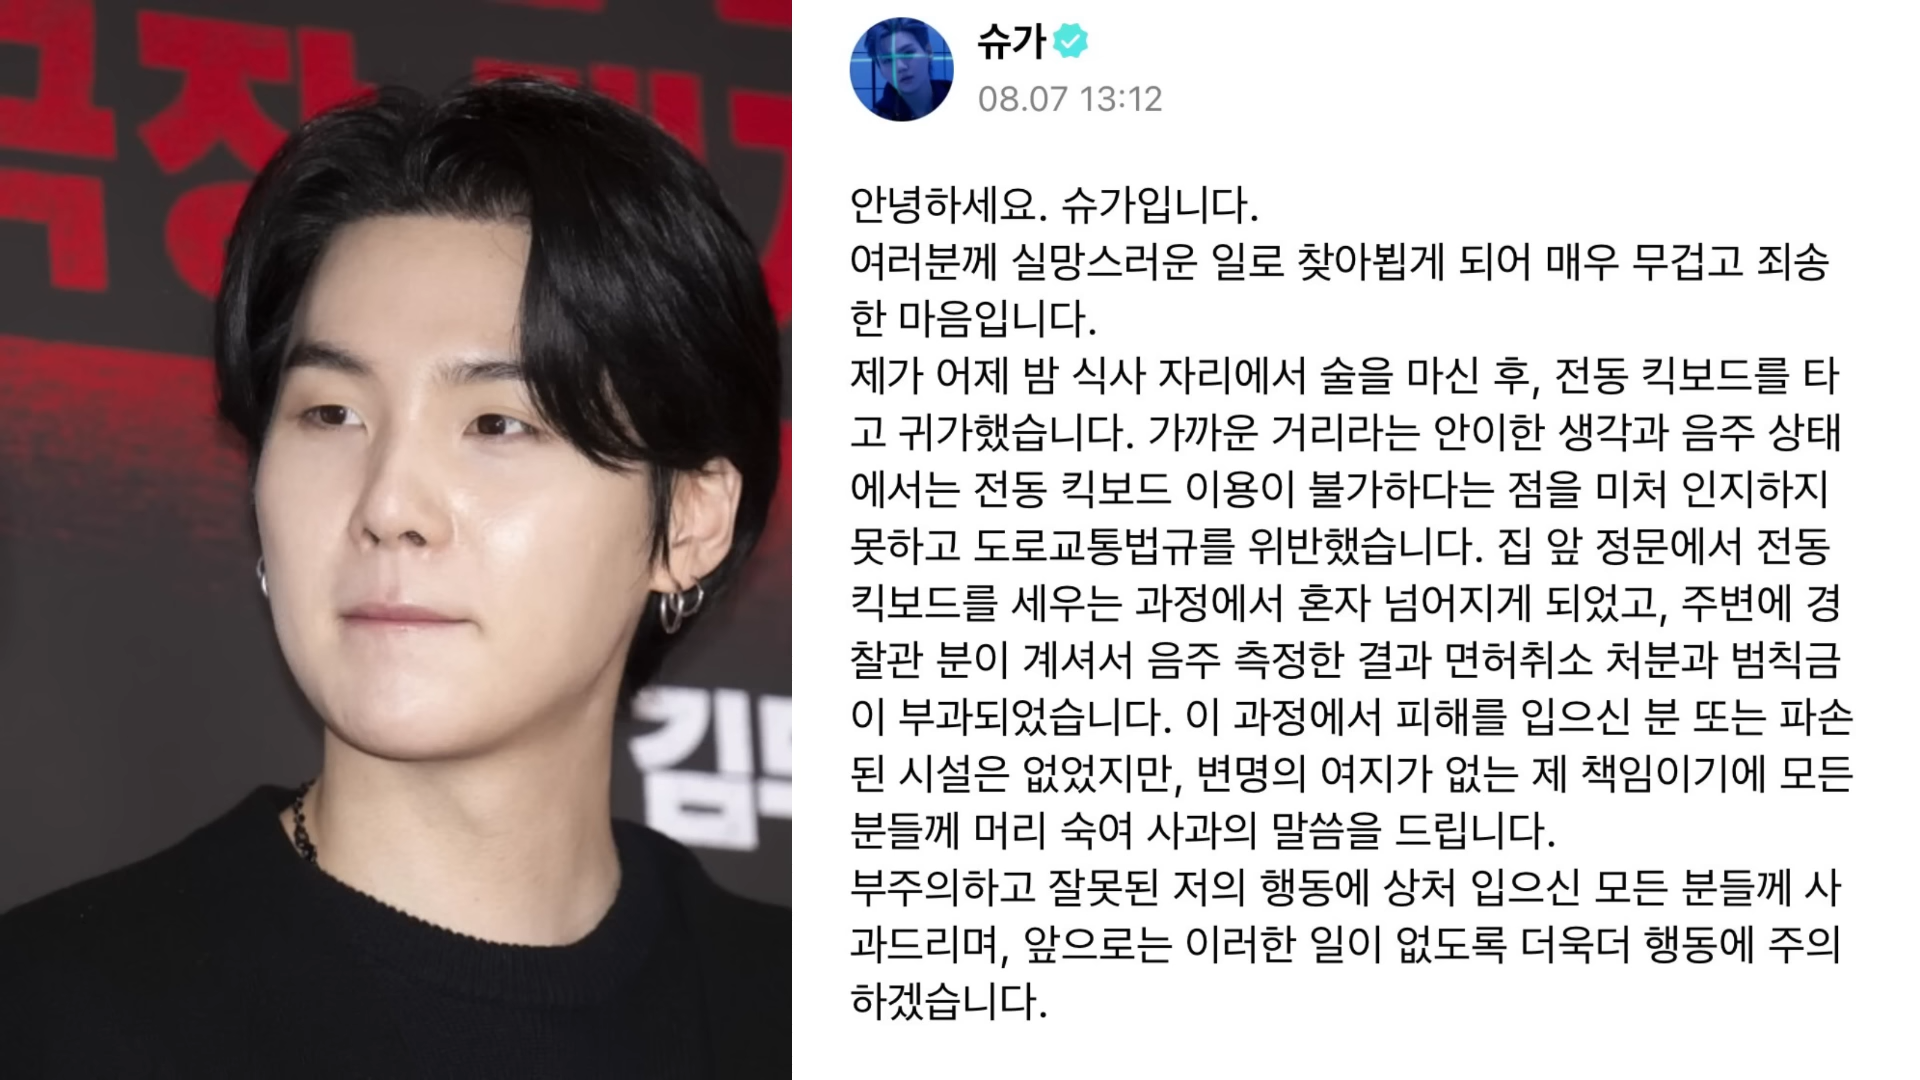 극장
김
슈가
08.07 13:12
안녕하세요. 슈가입니다.
여러분께 실망스러운 일로 찾아뵙게 되어 매우 무겁고 죄송
한 마음입니다.
제가 어제 밤 식사 자리에서 술을 마신 후, 전동 킥보드를 타
고 귀가했습니다. 가까운 거리라는 안이한 생각과 음주 상태
에서는 전동 킥보드 이용이 불가하다는 점을 미처 인지하지
못하고 도로교통법규를 위반했습니다. 집 앞 정문에서 전동
킥보드를 세우는 과정에서 혼자 넘어지게 되었고, 주변에 경
찰관 분이 계셔서 음주 측정한 결과 면허취소 처분과 범칙금
이 부과되었습니다. 이 과정에서 피해를 입으신 분 또는 파손
된 시설은 없었지만, 변명의 여지가 없는 제 책임이기에 모든
분들께 머리 숙여 사과의 말씀을 드립니다.
부주의하고 잘못된 저의 행동에 상처 입으신 모든 분들께 사
과드리며, 앞으로는 이러한 일이 없도록 더욱더 행동에 주의
하겠습니다.